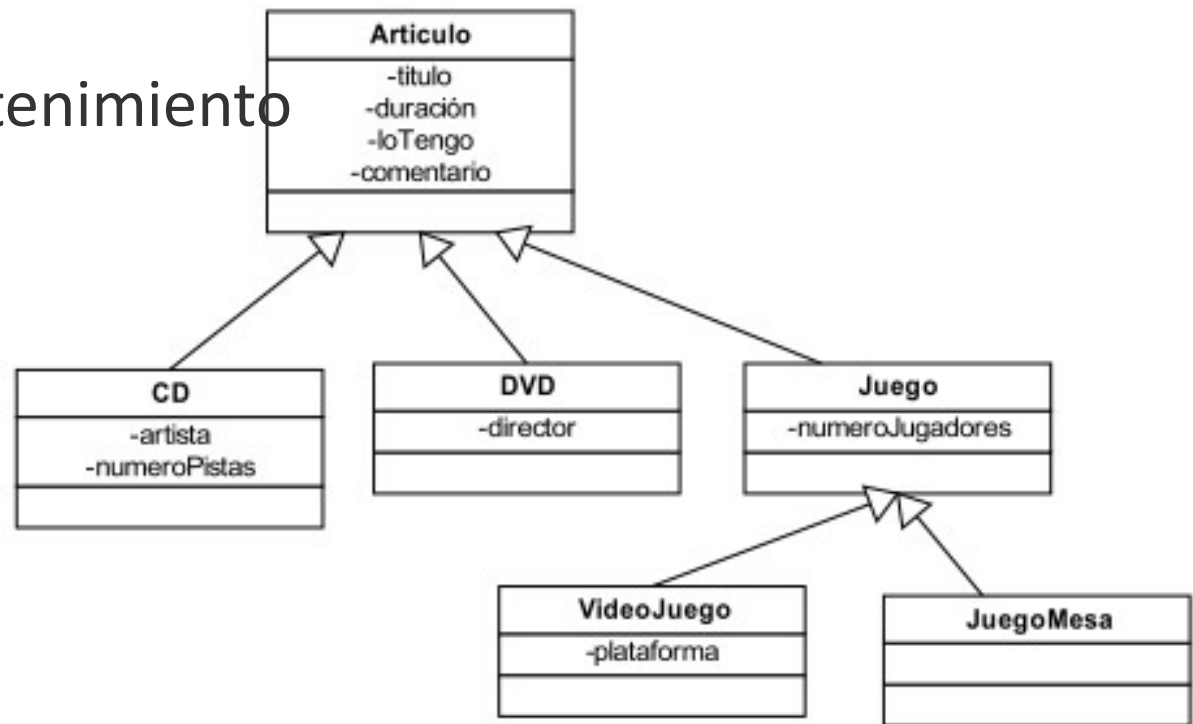 Articulo
-titulo
-duración
-loTengo
-comentario
tenimiento
CD
-artista
-numeroPistas
DVD
-director
Juego
-numeroJugadores
VideoJuego
-plataforma
JuegoMesa